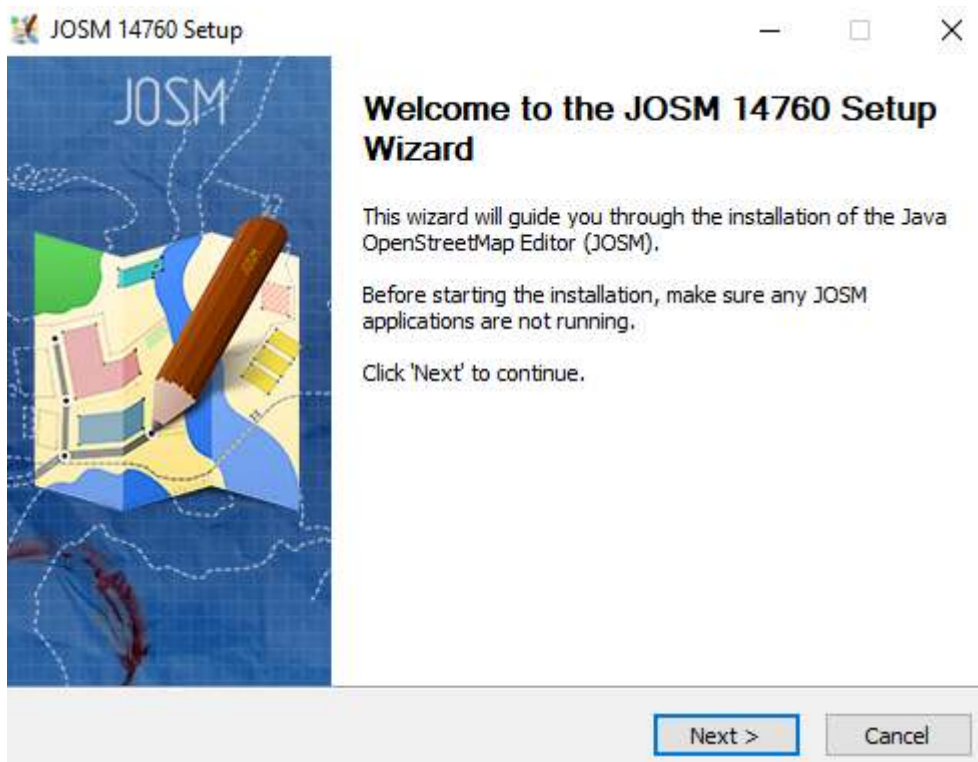 JOSM 14760 Setup
JOSM
Welcome to the JOSM 14760 Setup
Wizard
This wizard will guide you through the installation of the Java
OpenStreetMap Editor (JOSM).
Before starting the installation, make sure any JOSM
applications are not running.
Click 'Next' to continue.
JOSM
Next >
Cancel